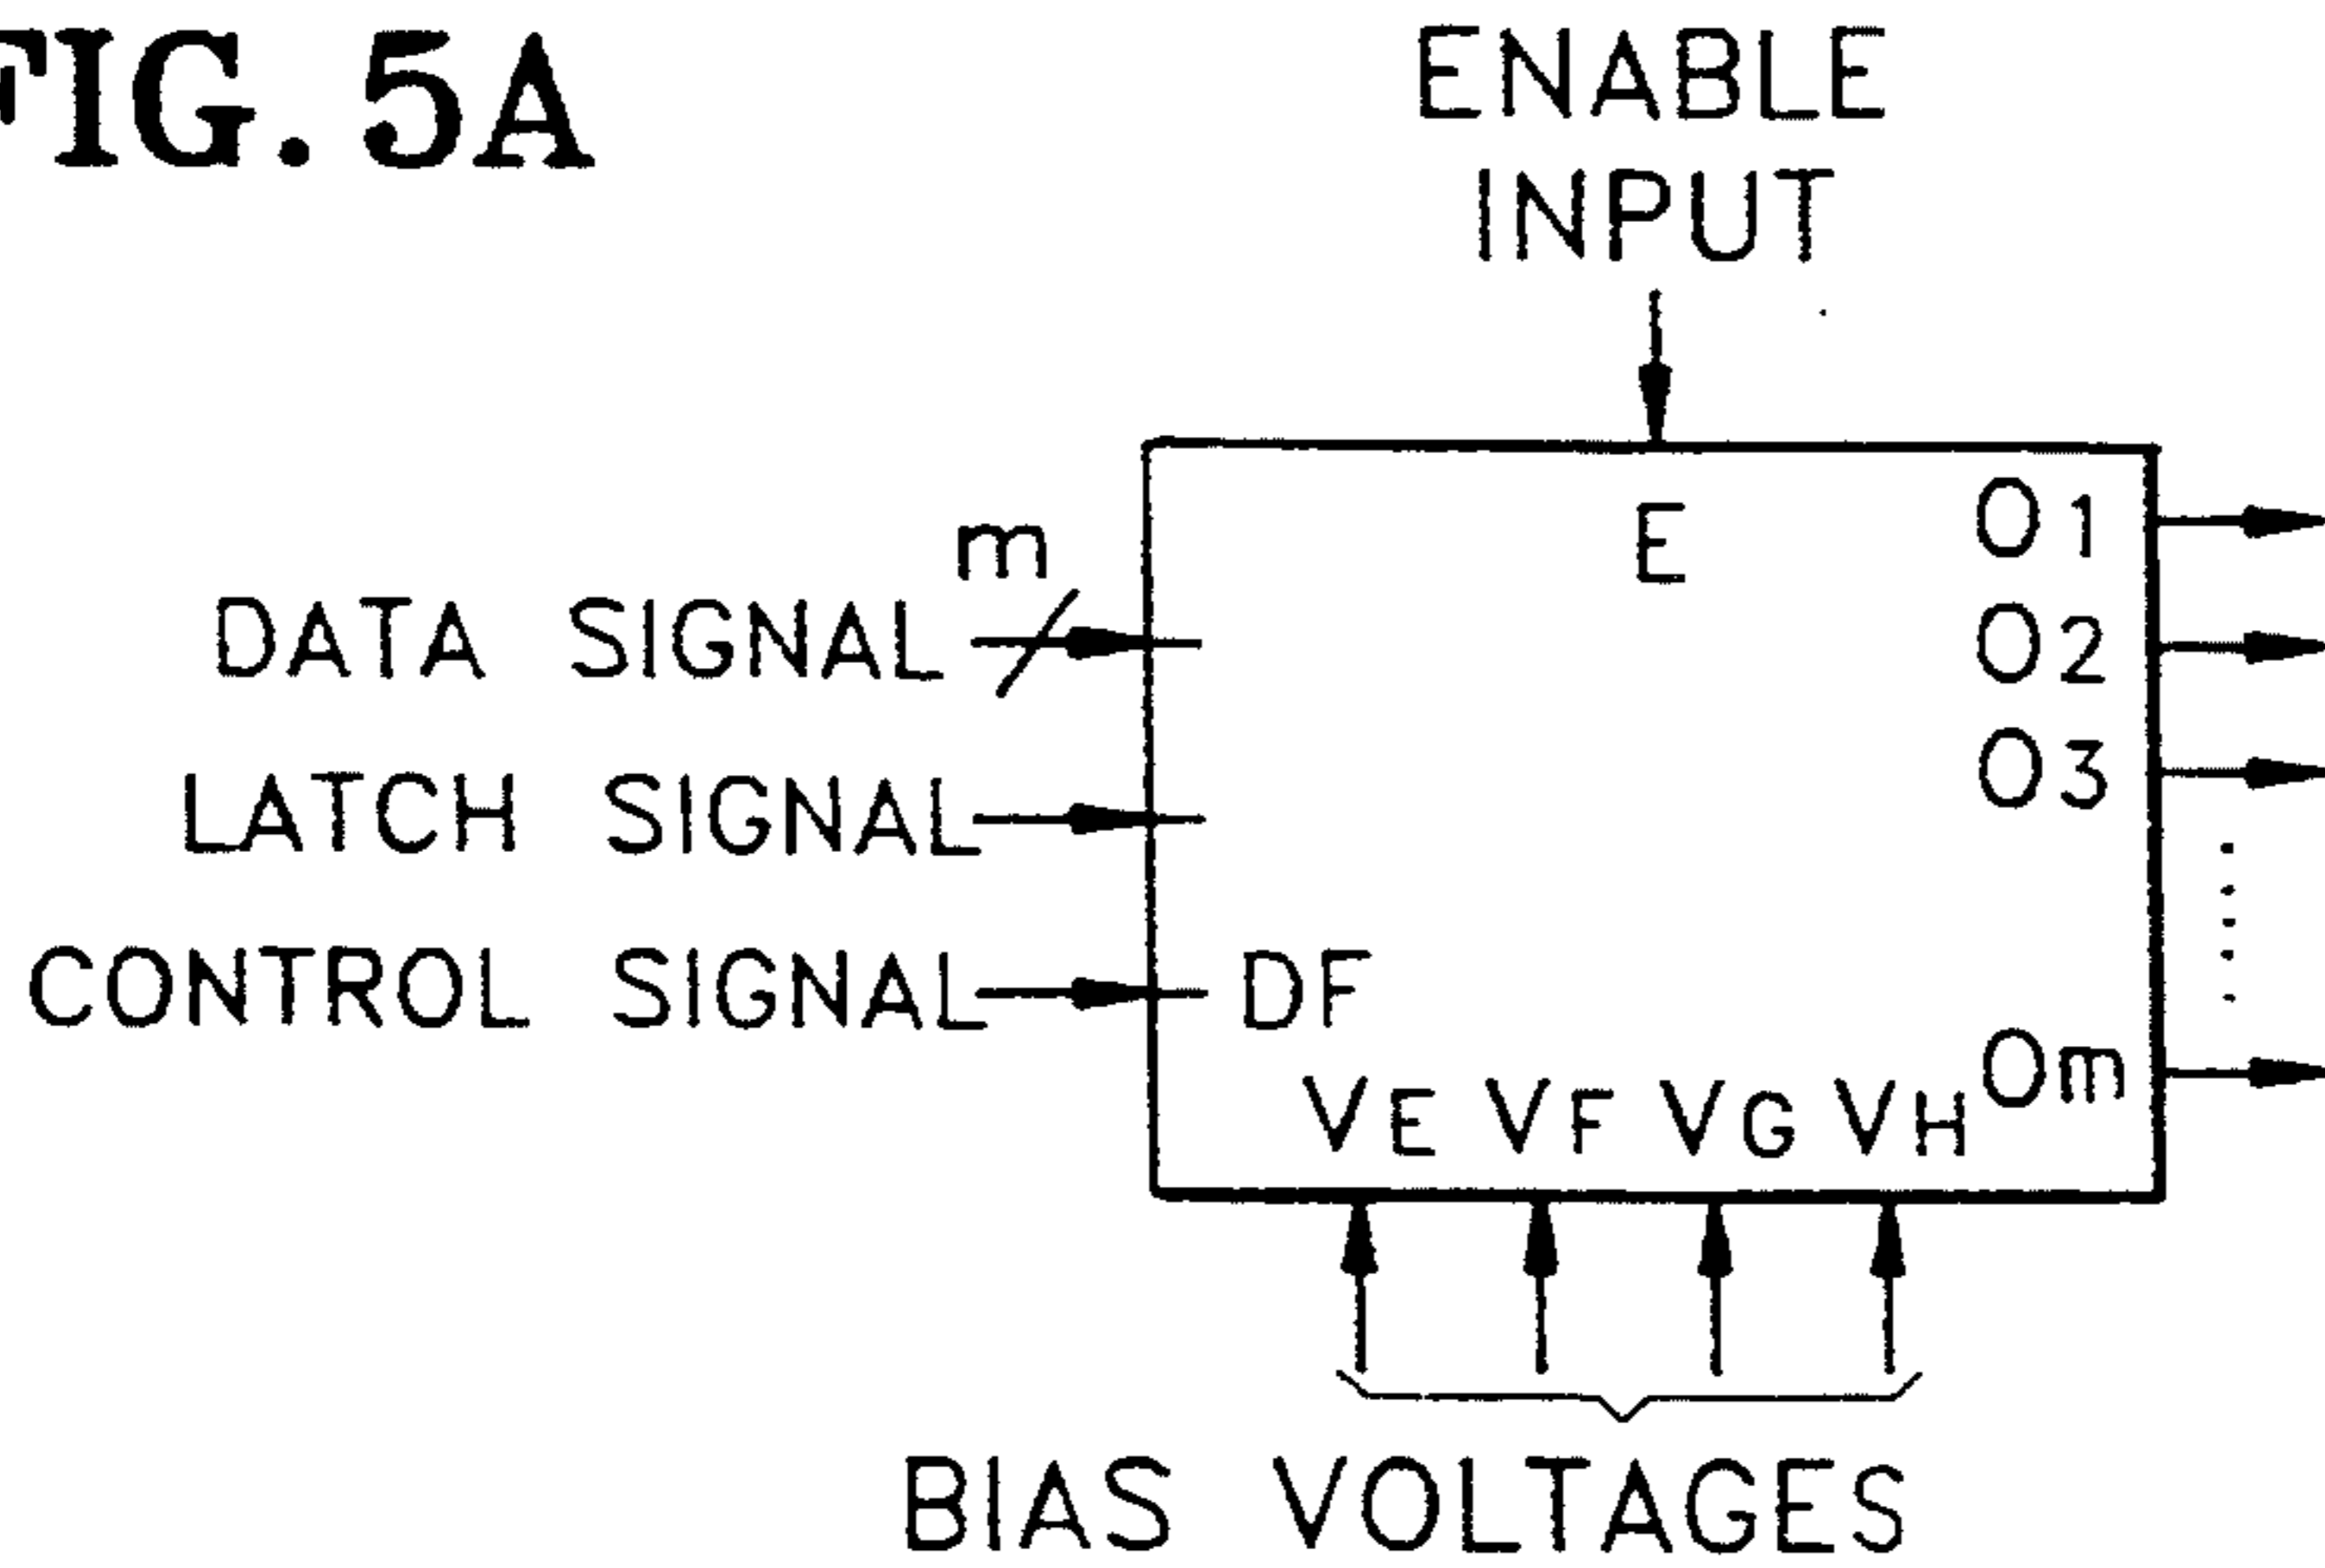 FIG. 5A
ENABLE
INPUT
E
O1
m
DATA SIGNAL
O2
O3
LATCH SIGNAL
CONTROL SIGNAL
DF
Om
VE VF VG VH
BIAS VOLTAGES